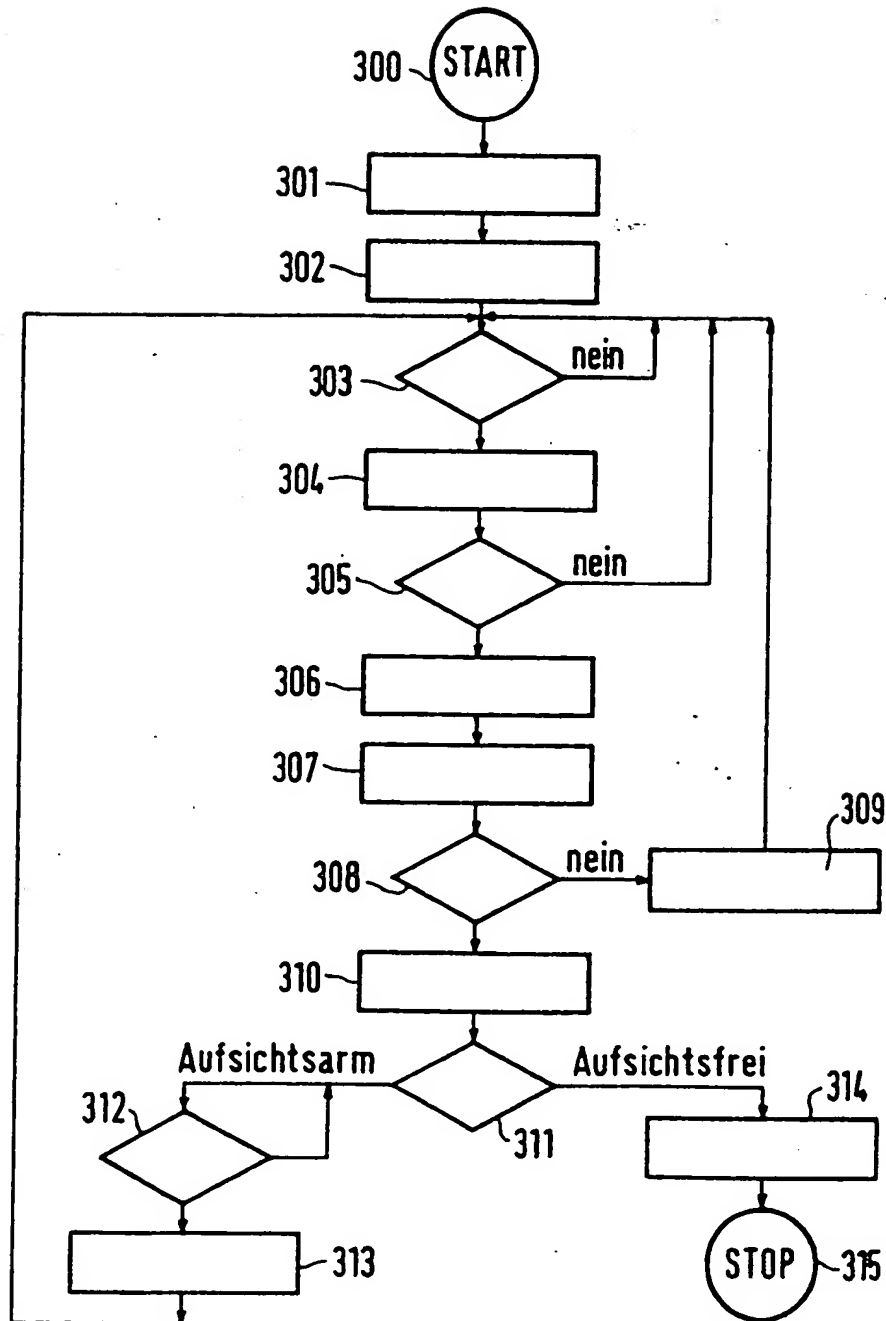 300 START
301
302
303 nein
304
305 nein
306
307
309
308 nein
310
Aufsichtsarm Aufsichtsfrei
312 311 314
313 STOP 315